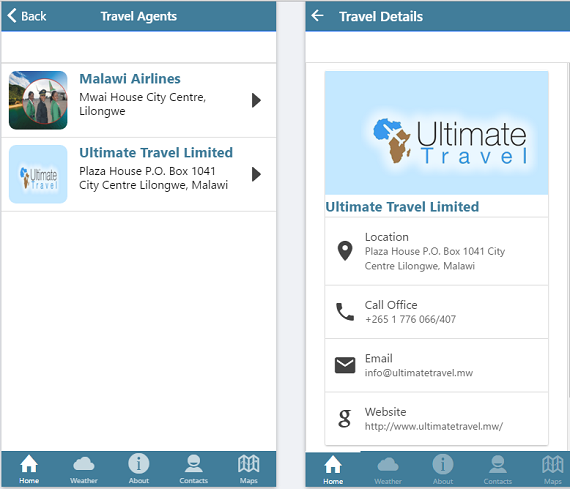 Back
Travel Agents
Malawi Airlines
Mwai House City Centre,
Lilongwe
Ultimate
Travel
Ultimate Travel Limited
Plaza House P.O. Box 1041
City Centre Lilongwe, Malawi
Home
Weather
About
Contacts
Maps
Travel Details
Ultimate
Travel
Ultimate Travel Limited
Location
Plaza House P.O. Box 1041 City
Centre Lilongwe, Malawi
Call Office
+265 1 776 066/407
Email
info@ultimatetravel.mw
g
Website
http://www.ultimatetravel.mw/
Home
Weather
About
Contacts
Maps